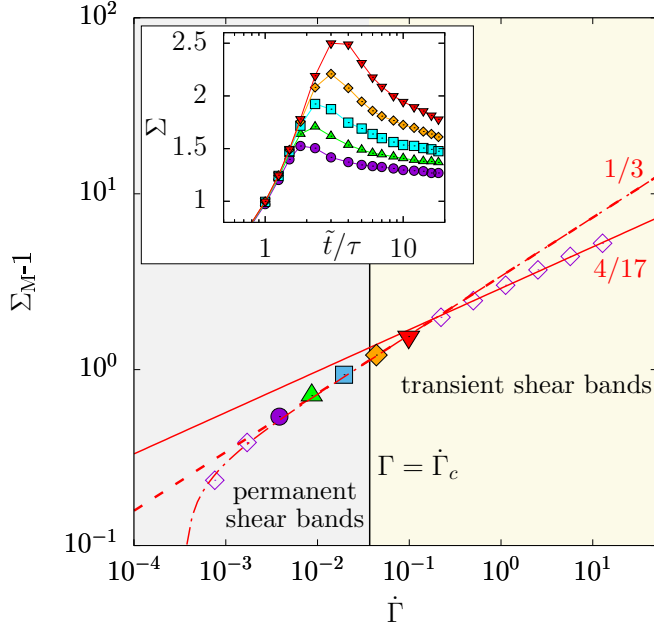 10²
10¹
10⁰
10⁻¹
Σ_M-1
2.5
2
1.5
1
Σ
1
10
t̃/τ
1/3
4/17
transient shear bands
Γ = Γ̇_c
permanent
shear bands
10⁻⁴
10⁻³
10⁻²
10⁻¹
10⁰
10¹
Γ̇